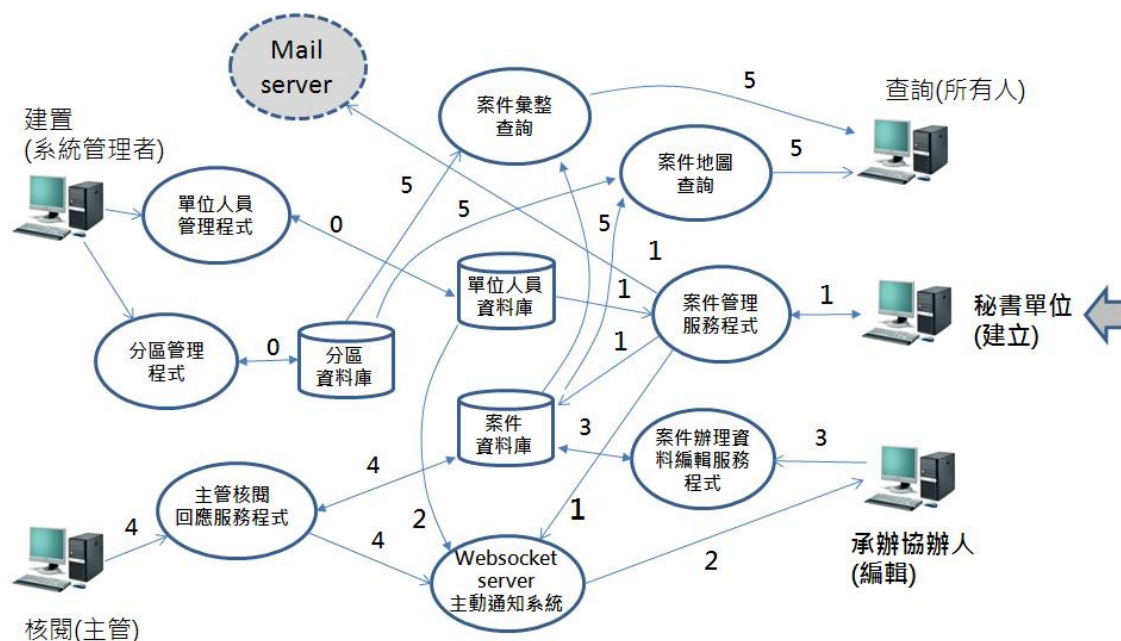 Mail
server
案件彙整
查詢
5
查詢(所有人)
建置
(系統管理者)
案件地圖
查詢
5
單位人員
管理程式
5
5
0
5
1
單位人員
資料庫
1
案件管理
服務程式
1
秘書單位
(建立)
分區管理
程式
0
分區
資料庫
1
案件
資料庫
3
案件辦理資
料編輯服務
程式
3
4
主管核閱
回應服務程式
4
4
2
1
Websocket
server
主動通知系統
2
承辦協辦人
(編輯)
核閱(主管)